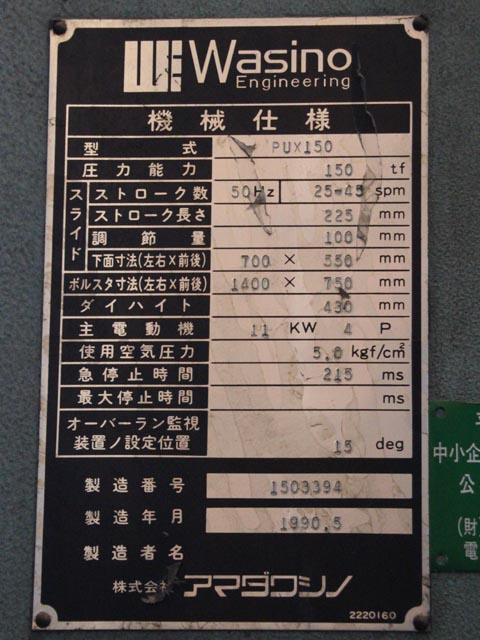 Wasino
Engineering
機械仕様
型式 PUX150
圧力能力 150 tf
スライド
ストローク数 50Hz 25-45 spm
ストローク長さ 225 mm
調節量 100 mm
下面寸法(左右×前後) 700 × 550 mm
ボルスタ寸法(左右×前後) 1400 × 750 mm
ダイハイト 430 mm
主電動機 11 KW 4 P
使用空気圧力 5.0 kgf/cm²
急停止時間 215 ms
最大停止時間 ms
オーバーラン監視
装置ノ設定位置 15 deg
製造番号 1503394
製造年月 1990.5
製造者名
株式会社 アマダワシノ
2220160
中小企
公
(財)
電